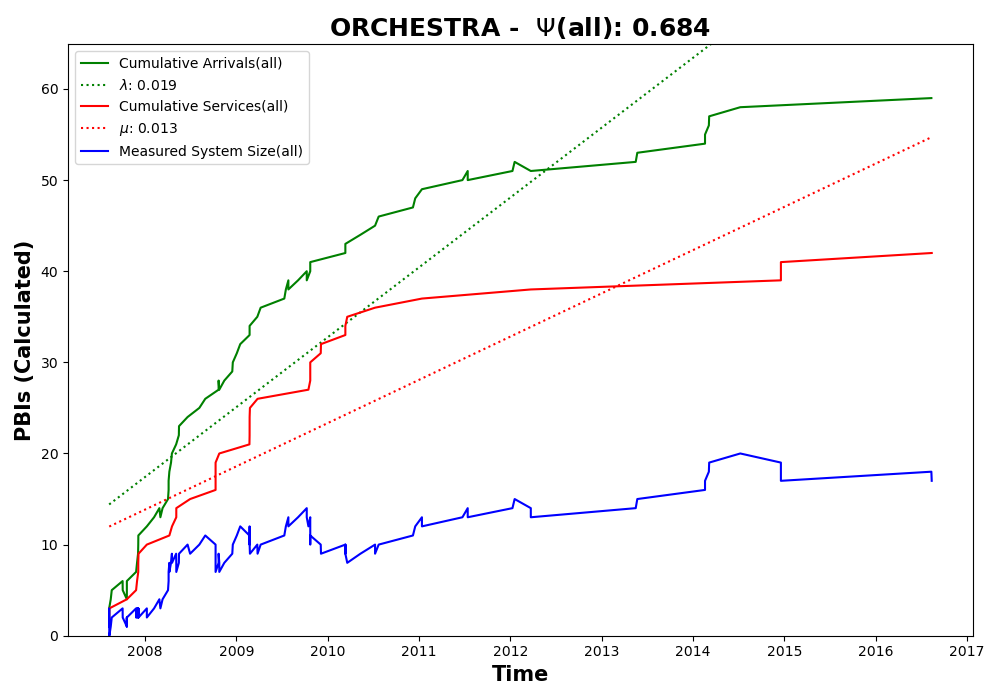 ORCHESTRA - Ψ(all): 0.684
Cumulative Arrivals(all)
λ: 0.019
Cumulative Services(all)
μ: 0.013
Measured System Size(all)
PBIs (Calculated)
60
50
40
30
20
10
0
2008 2009 2010 2011 2012 2013 2014 2015 2016 2017
Time